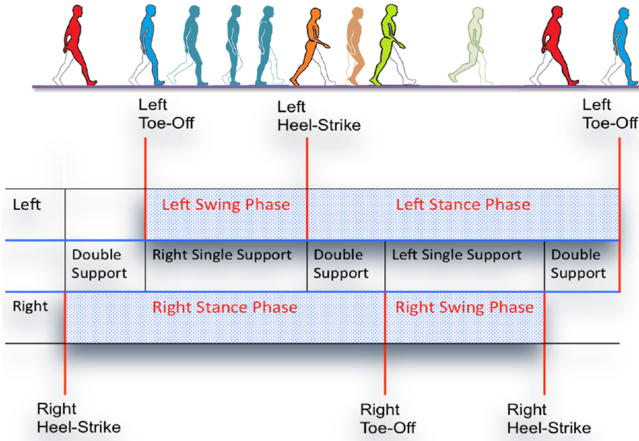 Left
Toe-Off
Left
Heel-Strike
Left
Toe-Off
Left
Left Swing Phase
Left Stance Phase
Double
Support
Right Single Support
Double
Support
Left Single Support
Double
Support
Right
Right Stance Phase
Right Swing Phase
Right
Heel-Strike
Right
Toe-Off
Right
Heel-Strike